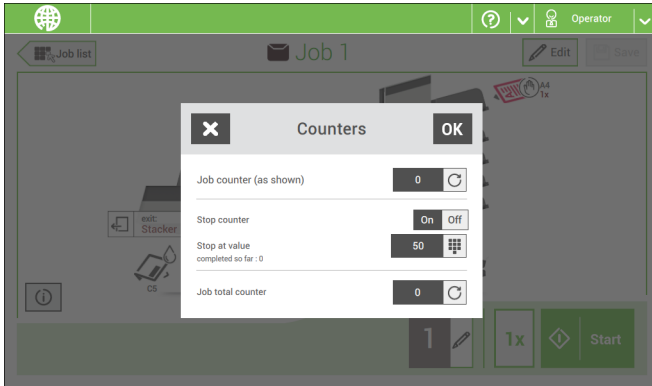 Operator
Job list
Job 1
Edit
Save
A4
1x
Counters
OK
Job counter (as shown)
0
Stop counter
On Off
Stop at value
50
completed so far : 0
Job total counter
0
exit:
Stacker
C5
1
1x
Start